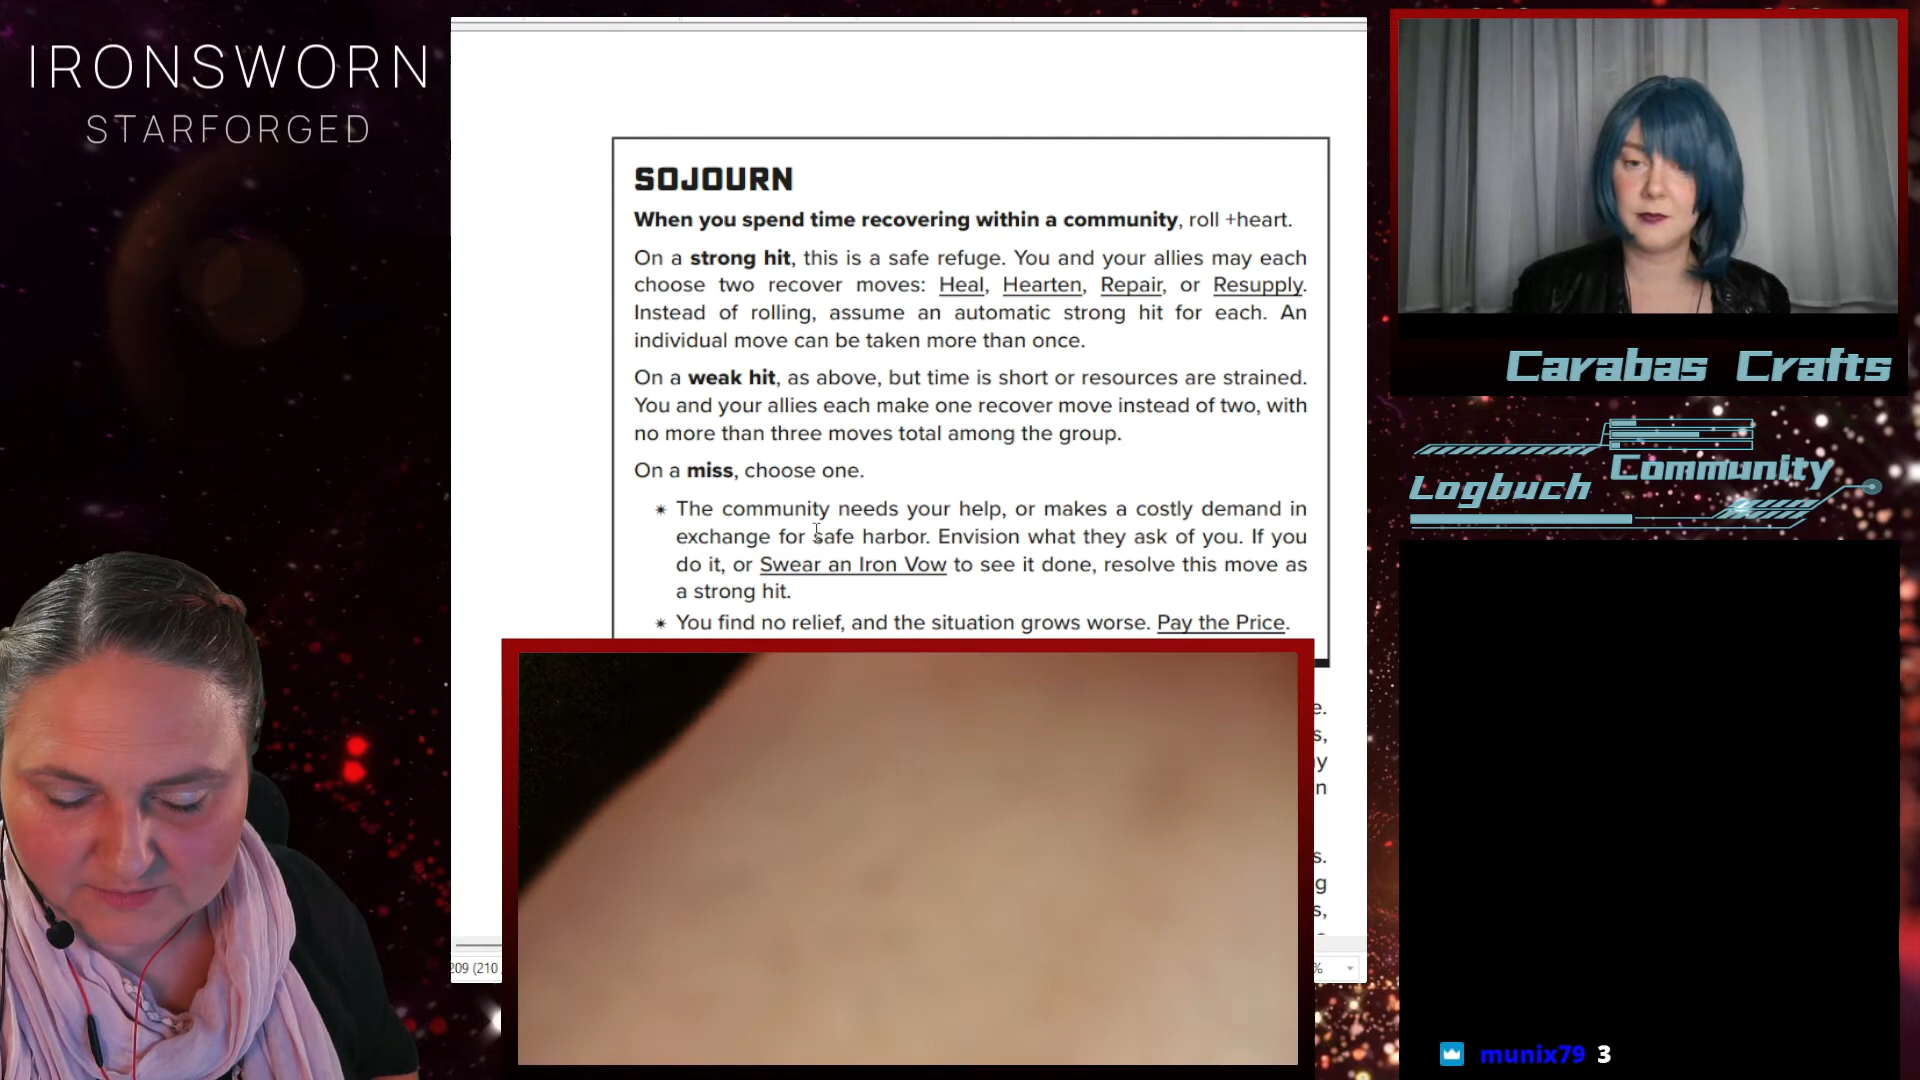 IRONSWORN
STARFORGED
SOJOURN
When you spend time recovering within a community, roll +heart.
On a strong hit, this is a safe refuge. You and your allies may each
choose two recover moves: Heal, Hearten, Repair, or Resupply.
Instead of rolling, assume an automatic strong hit for each. An
individual move can be taken more than once.
On a weak hit, as above, but time is short or resources are strained.
You and your allies each make one recover move instead of two, with
no more than three moves total among the group.
On a miss, choose one.
✴ The community needs your help, or makes a costly demand in
exchange for safe harbor. Envision what they ask of you. If you
do it, or Swear an Iron Vow to see it done, resolve this move as
a strong hit.
✴ You find no relief, and the situation grows worse. Pay the Price.
209 (210
%
Carabas Crafts
Community
Logbuch
munix79 3